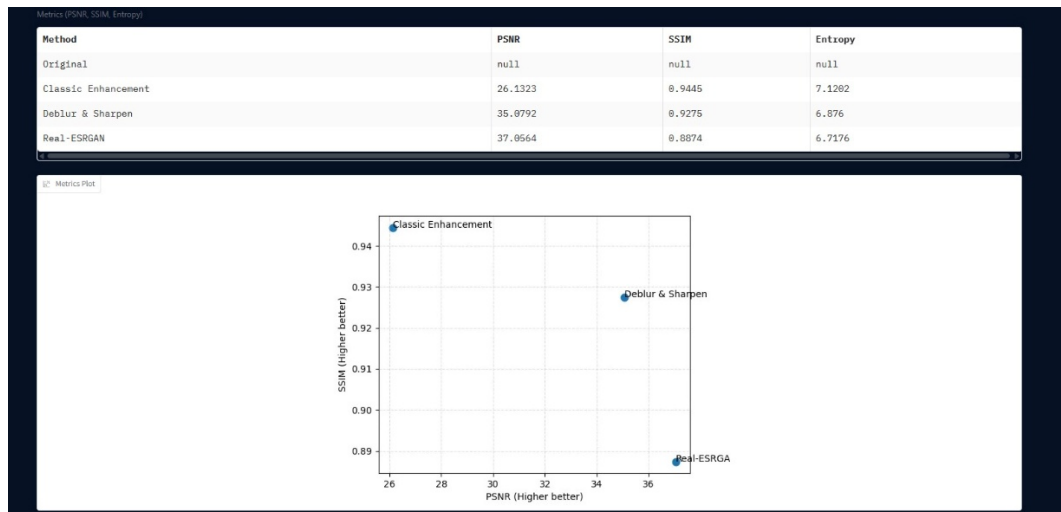 Metrics (PSNR, SSIM, Entropy)
Method PSNR SSIM Entropy
Original null null null
Classic Enhancement 26.1323 0.9445 7.1202
Deblur & Sharpen 35.0792 0.9275 6.876
Real-ESRGAN 37.0564 0.8874 6.7176
Metrics Plot
Classic Enhancement
0.94
0.93
Deblur & Sharpen
0.92
0.91
0.90
0.89
Real-ESRGA
SSIM (Higher better)
26 28 30 32 34 36
PSNR (Higher better)